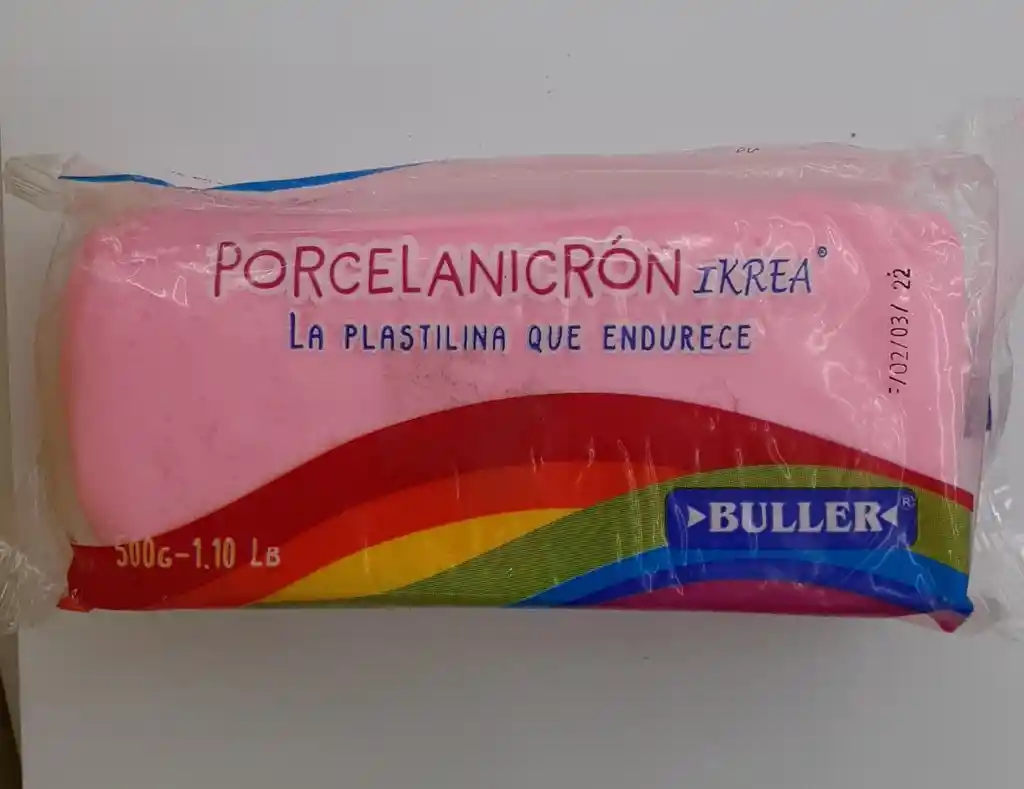 PORCELANICRÓN IKREA®
LA PLASTILINA QUE ENDURECE
02/03/ 22
500G-1.10 LB
BULLER®